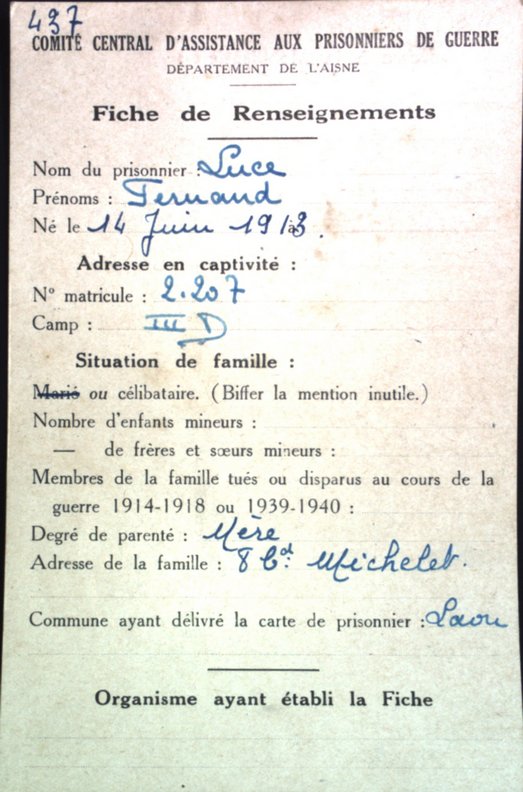 437
COMITÉ CENTRAL D'ASSISTANCE AUX PRISONNIERS DE GUERRE
DÉPARTEMENT DE L'AISNE
Fiche de Renseignements
Nom du prisonnier : Luce
Prénoms : Fernand
Né le 14 Juin 1913 à
Adresse en captivité :
N° matricule : 2.207
Camp : III D
Situation de famille :
Marié ou célibataire. (Biffer la mention inutile.)
Nombre d'enfants mineurs :
— de frères et sœurs mineurs :
Membres de la famille tués ou disparus au cours de la
guerre 1914-1918 ou 1939-1940 :
Degré de parenté : Mère
Adresse de la famille : 8 Bd. Michelet.
Commune ayant délivré la carte de prisonnier : Laon
Organisme ayant établi la Fiche